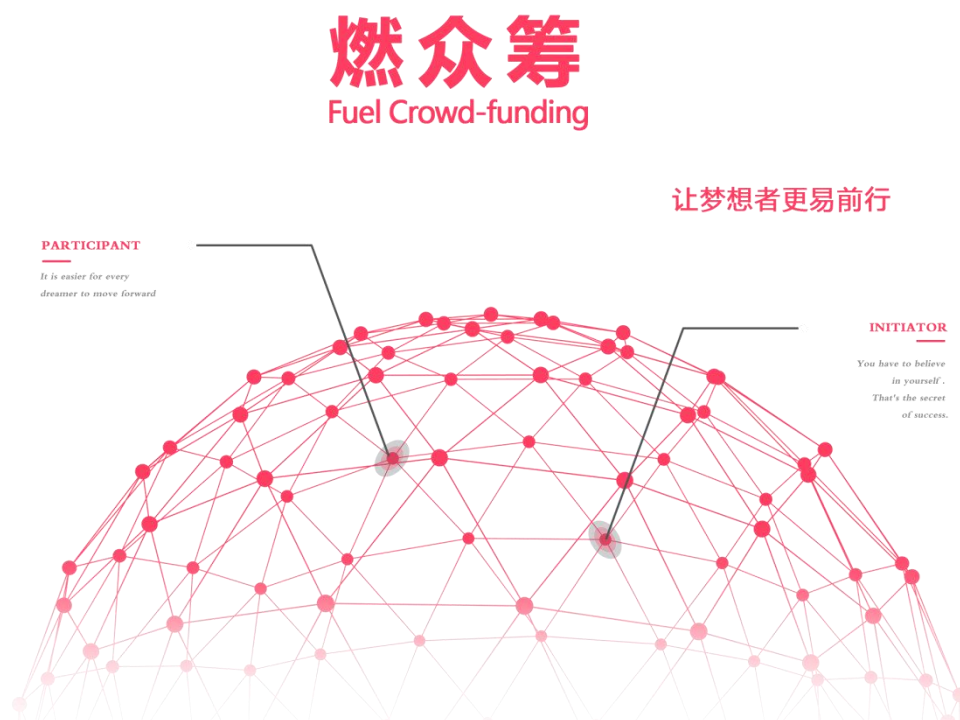 燃众筹
Fuel Crowd-funding
让梦想者更易前行
PARTICIPANT
It is easier for every
dreamer to move forward
INITIATOR
You have to believe
in yourself .
That's the secret
of success.